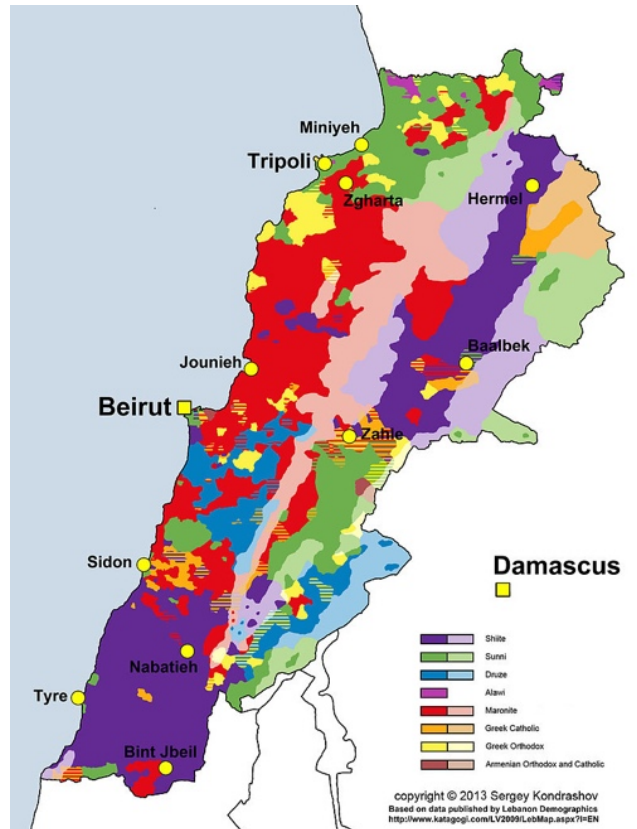 Miniyeh
Tripoli
Zgharta
Hermel
Jounieh
Baalbek
Beirut
Zahle
Sidon
Damascus
Nabatieh
Tyre
Bint Jbeil
Shiite
Sunni
Druze
Alawi
Maronite
Greek Catholic
Greek Orthodox
Armenian Orthodox and Catholic
copyright © 2013 Sergey Kondrashov
Based on data published by Lebanon Demographics
http://www.katagogi.com/LV2009/LebMap.aspx?l=EN